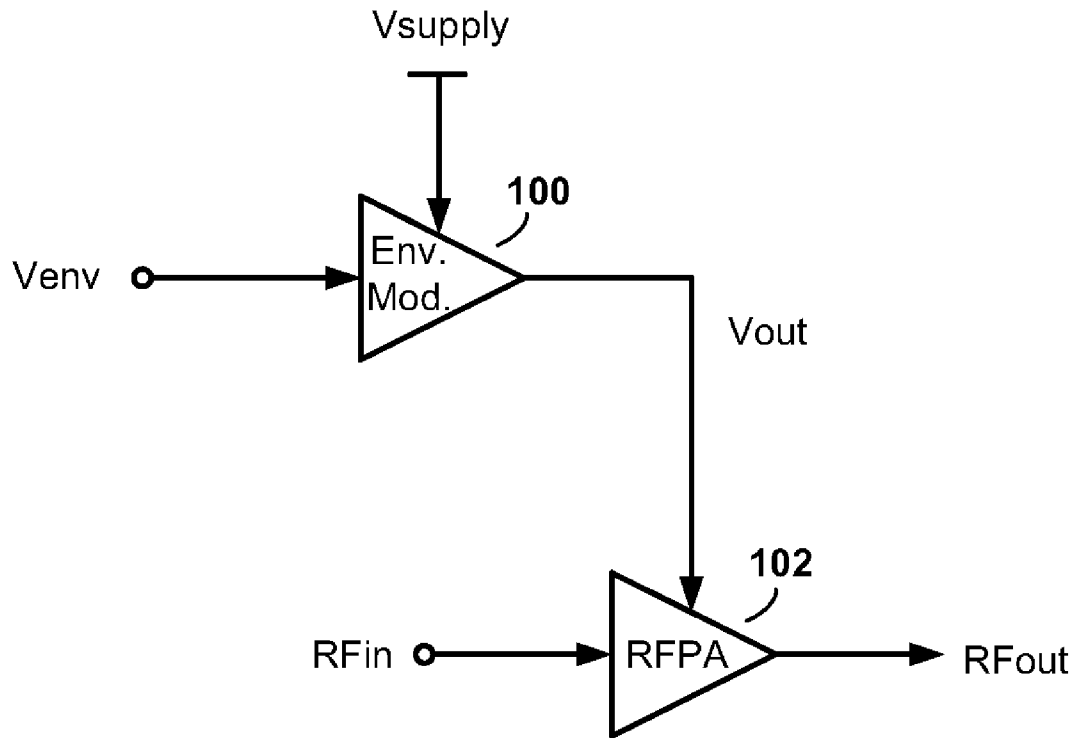 Vsupply
100
Env.
Mod.
Venv
Vout
102
RFin
RFPA
RFout